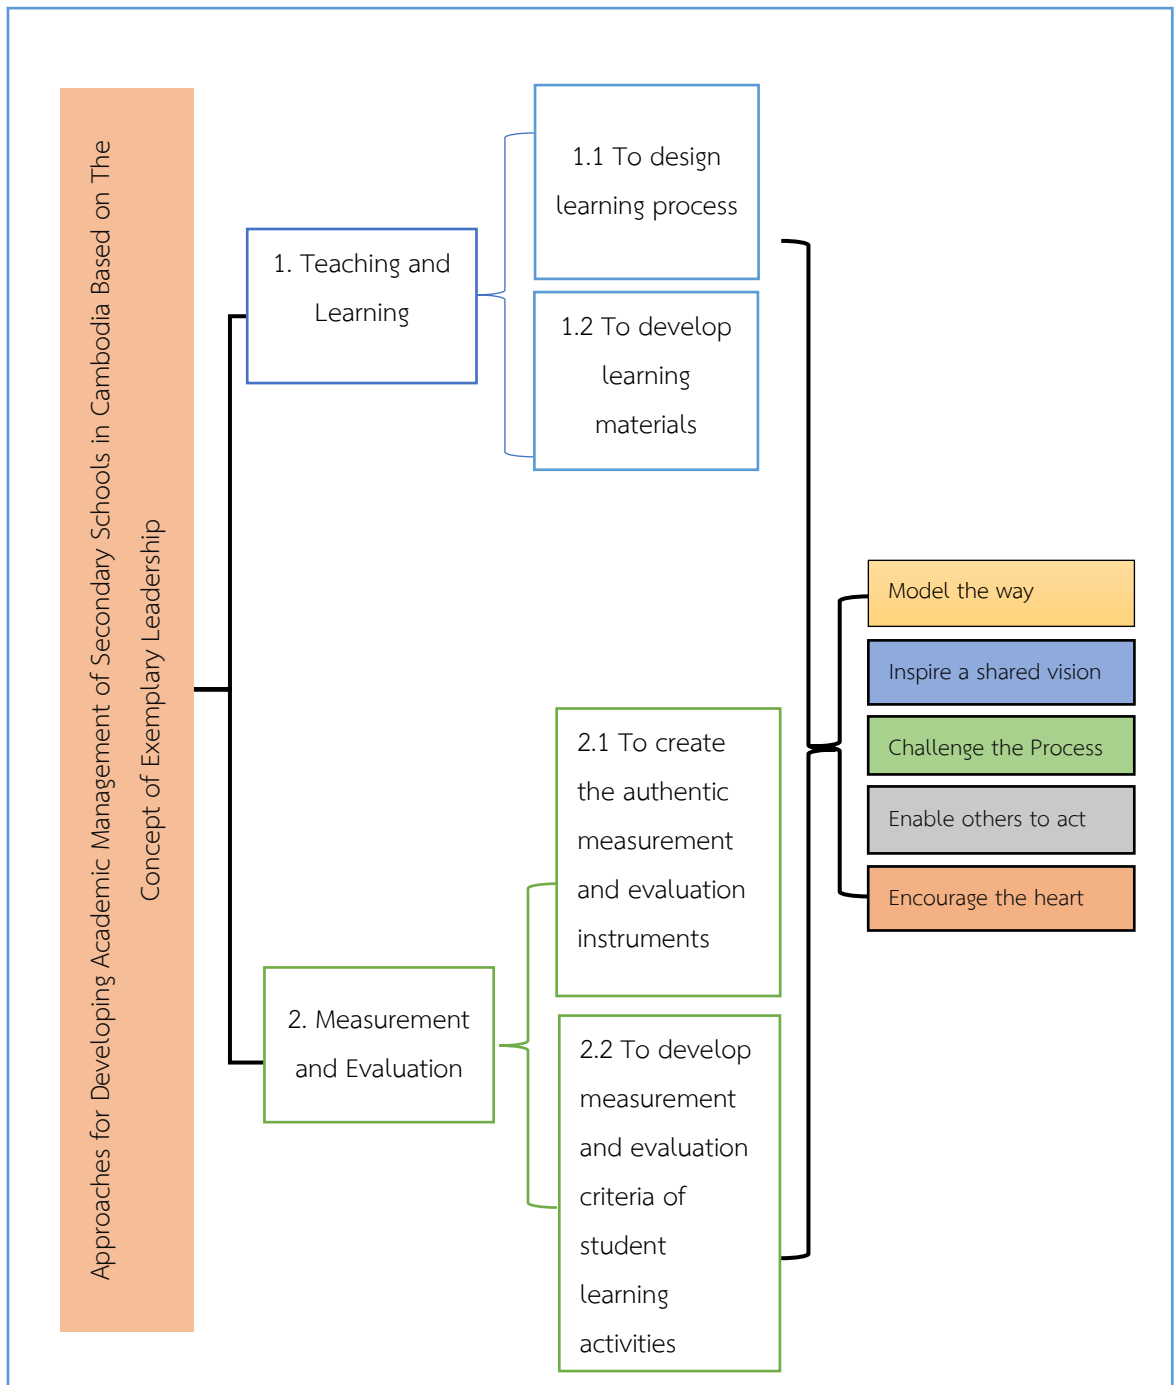 Approaches for Developing Academic Management of Secondary Schools in Cambodia Based on The
Concept of Exemplary Leadership
1. Teaching and
Learning
1.1 To design
learning process
1.2 To develop
learning
materials
2. Measurement
and Evaluation
2.1 To create
the authentic
measurement
and evaluation
instruments
2.2 To develop
measurement
and evaluation
criteria of
student
learning
activities
Model the way
Inspire a shared vision
Challenge the Process
Enable others to act
Encourage the heart